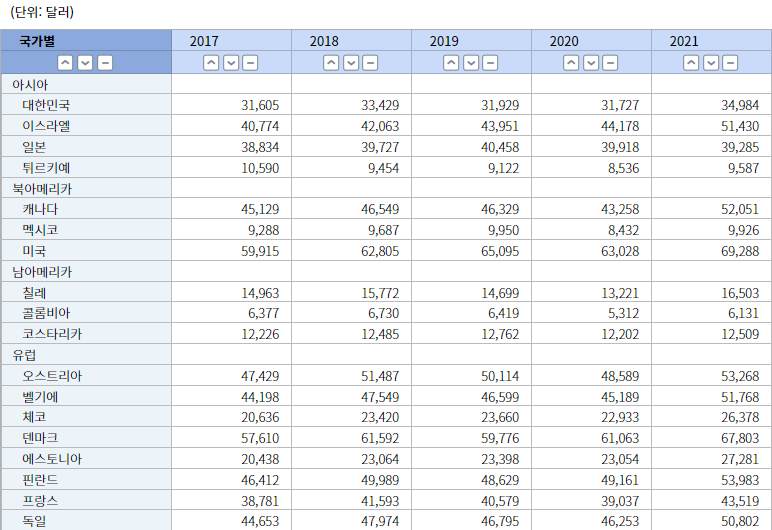 (단위: 달러)
국가별 2017 2018 2019 2020 2021
아시아
대한민국 31,605 33,429 31,929 31,727 34,984
이스라엘 40,774 42,063 43,951 44,178 51,430
일본 38,834 39,727 40,458 39,918 39,285
튀르키예 10,590 9,454 9,122 8,536 9,587
북아메리카
캐나다 45,129 46,549 46,329 43,258 52,051
멕시코 9,288 9,687 9,950 8,432 9,926
미국 59,915 62,805 65,095 63,028 69,288
남아메리카
칠레 14,963 15,772 14,699 13,221 16,503
콜롬비아 6,377 6,730 6,419 5,312 6,131
코스타리카 12,226 12,485 12,762 12,202 12,509
유럽
오스트리아 47,429 51,487 50,114 48,589 53,268
벨기에 44,198 47,549 46,599 45,189 51,768
체코 20,636 23,420 23,660 22,933 26,378
덴마크 57,610 61,592 59,776 61,063 67,803
에스토니아 20,438 23,064 23,398 23,054 27,281
핀란드 46,412 49,989 48,629 49,161 53,983
프랑스 38,781 41,593 40,579 39,037 43,519
독일 44,653 47,974 46,795 46,253 50,802